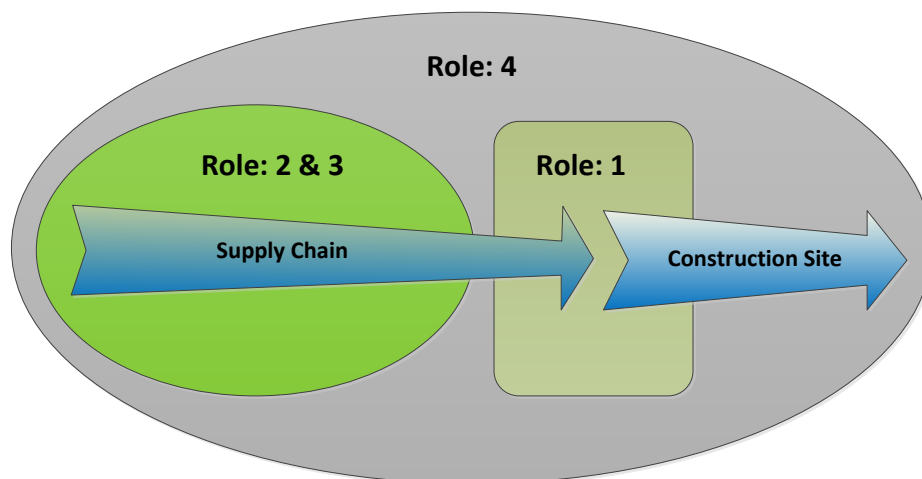 Role: 4
Role: 2 & 3
Role: 1
Supply Chain
Construction Site